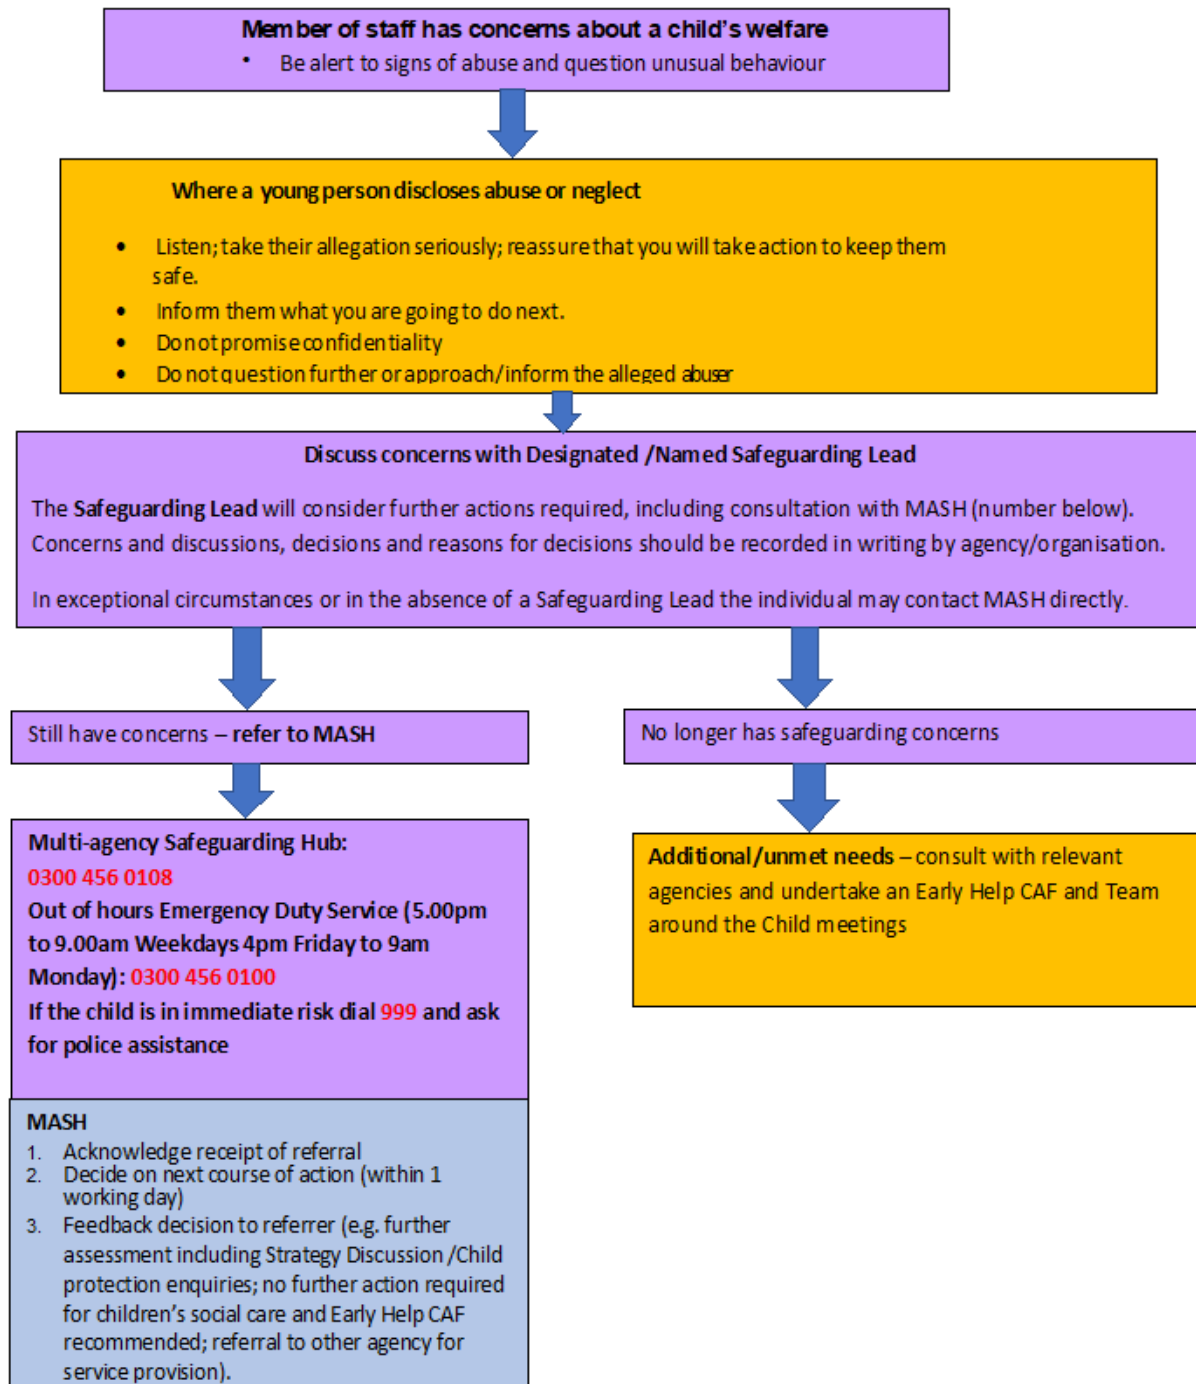 Member of staff has concerns about a child's welfare
• Be alert to signs of abuse and question unusual behaviour
Where a young person discloses abuse or neglect
• Listen; take their allegation seriously; reassure that you will take action to keep them
safe.
• Inform them what you are going to do next.
• Do not promise confidentiality
• Do not question further or approach/inform the alleged abuser
Discuss concerns with Designated /Named Safeguarding Lead
The Safeguarding Lead will consider further actions required, including consultation with MASH (number below).
Concerns and discussions, decisions and reasons for decisions should be recorded in writing by agency/organisation.
In exceptional circumstances or in the absence of a Safeguarding Lead the individual may contact MASH directly.
Still have concerns – refer to MASH
No longer has safeguarding concerns
Multi-agency Safeguarding Hub:
0300 456 0108
Out of hours Emergency Duty Service (5.00pm
to 9.00am Weekdays 4pm Friday to 9am
Monday): 0300 456 0100
If the child is in immediate risk dial 999 and ask
for police assistance
Additional/unmet needs – consult with relevant
agencies and undertake an Early Help CAF and Team
around the Child meetings
MASH
1. Acknowledge receipt of referral
2. Decide on next course of action (within 1
working day)
3. Feedback decision to referrer (e.g. further
assessment including Strategy Discussion /Child
protection enquiries; no further action required
for children's social care and Early Help CAF
recommended; referral to other agency for
service provision).